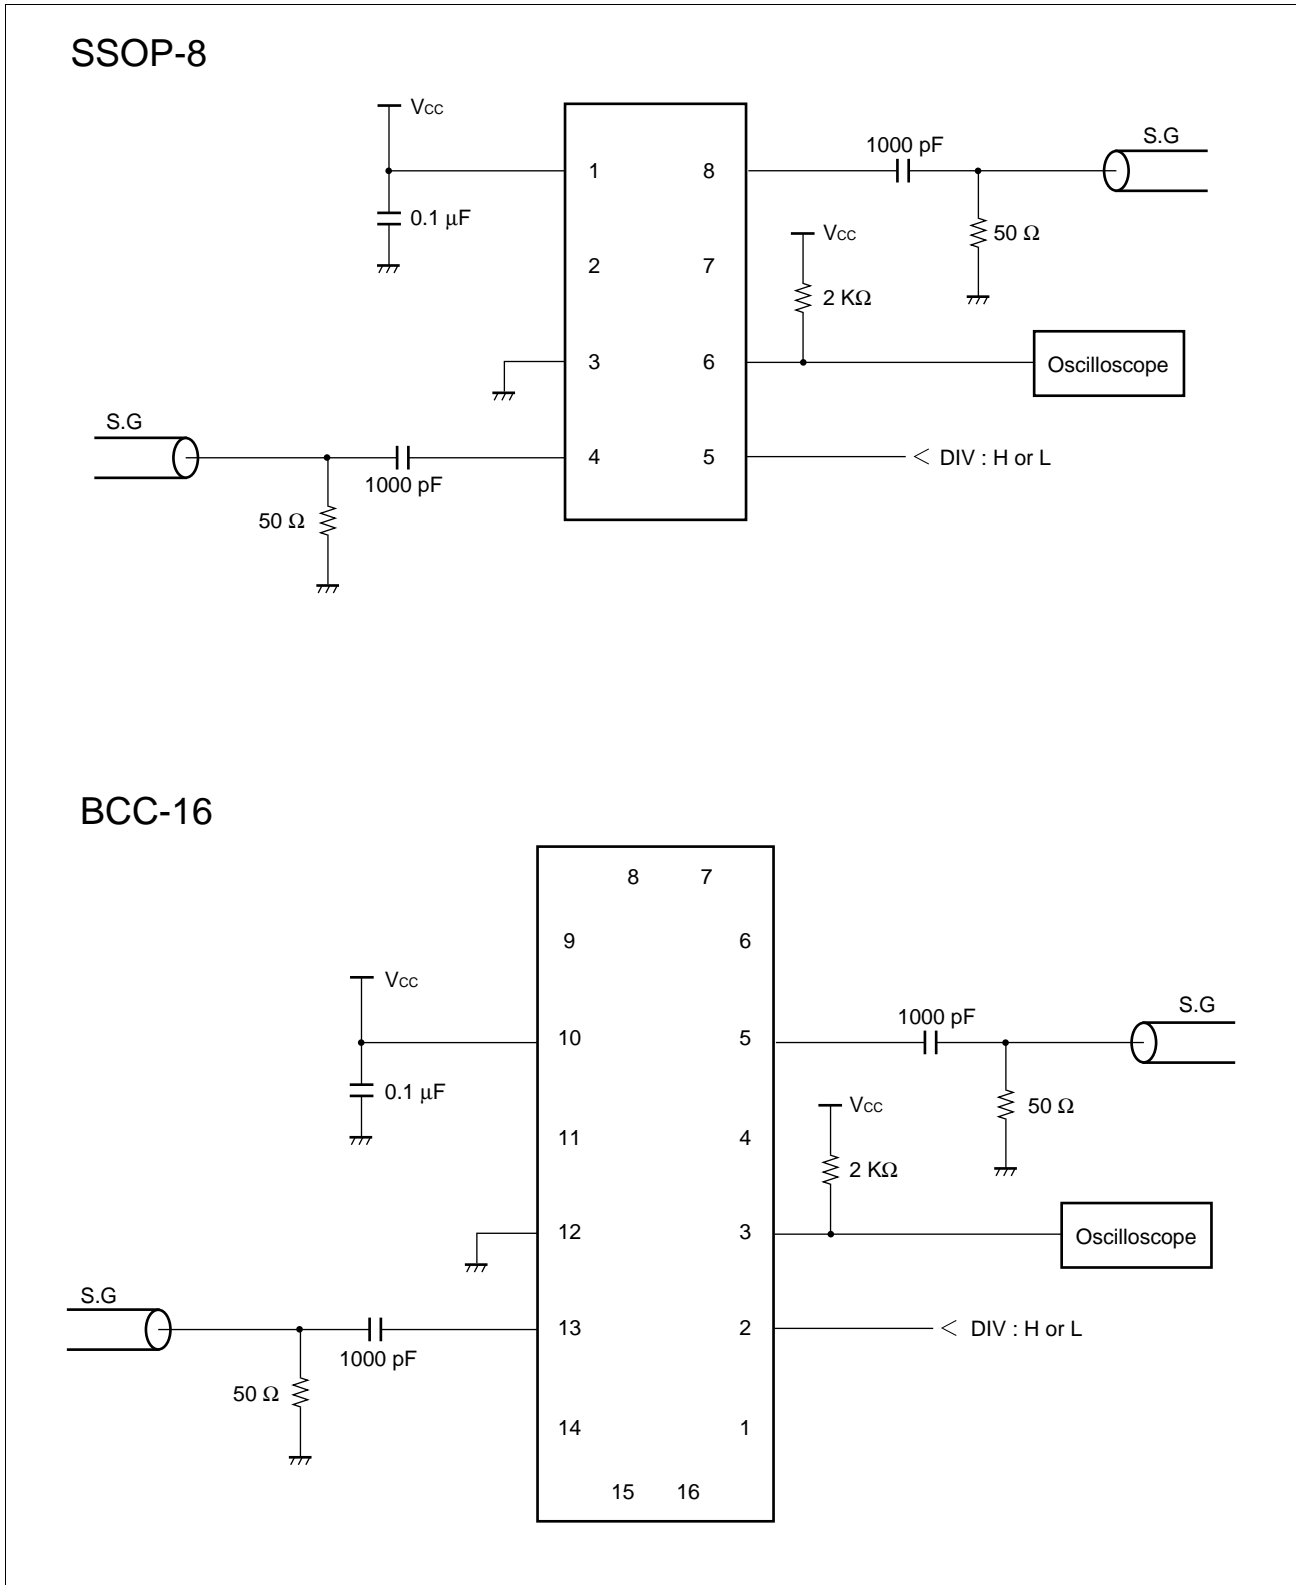 SSOP-8
VCC
1000 pF
S.G
1
8
0.1 μF
50 Ω
VCC
2
7
2 KΩ
3
6
Oscilloscope
S.G
4
5
DIV : H or L
1000 pF
50 Ω
BCC-16
8
7
9
6
VCC
1000 pF
S.G
10
5
0.1 μF
VCC
50 Ω
11
4
2 KΩ
12
3
Oscilloscope
S.G
13
2
DIV : H or L
1000 pF
50 Ω
14
1
15
16